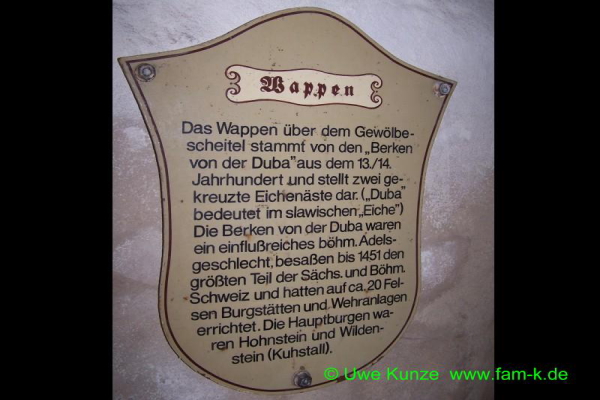 Wappen
Das Wappen über dem Gewölbe-
scheitel stammt von den „Berken
von der Duba" aus dem 13./14.
Jahrhundert und stellt zwei ge-
kreuzte Eichenäste dar. („Duba"
bedeutet im slawischen „Eiche")
Die Berken von der Duba waren
ein einflußreiches böhm. Adels-
geschlecht, besaßen bis 1451 den
größten Teil der Sächs. und Böhm.
Schweiz und hatten auf ca. 20 Fel-
sen Burgstätten und Wehranlagen
errichtet. Die Hauptburgen wa-
ren Hohnstein und Wilden-
stein (Kuhstall).
© Uwe Kunze www.fam-k.de